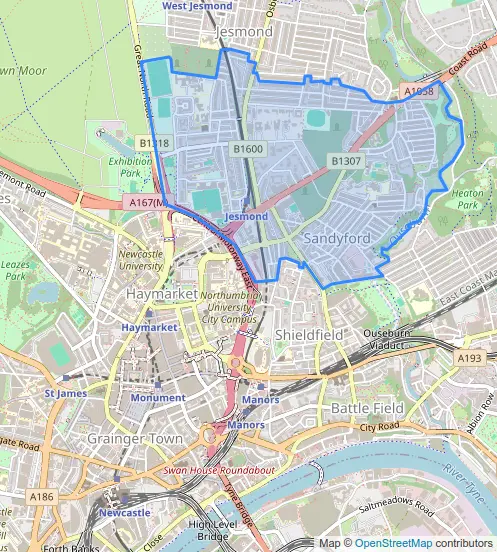 West Jesmond
Osb
Jesmond
Coast Road
wn Moor
Great North Road
A1058
B1318
B1600
B1307
Exhibition
Park
Heaton
Park
emont Road
es
A167(M)
Jesmond
Sandyford
Central Motorway East
Newcastle
University
Leazes
Park
Haymarket
Northumbria
University
City Campus
East Coast Ma
Haymarket
Shieldfield
Ouseburn
Viaduct
A193
St James
Monument
Manors
Battle Field
Albion Row
Manors
City Road
Grainger Town
gate Road
Swan House Roundabout
River Tyne
A186
Tyne Bridge
Saltmeadows Road
Newcastle
High Level
Bridge
Forth Banks
Close
Map © OpenStreetMap contributors